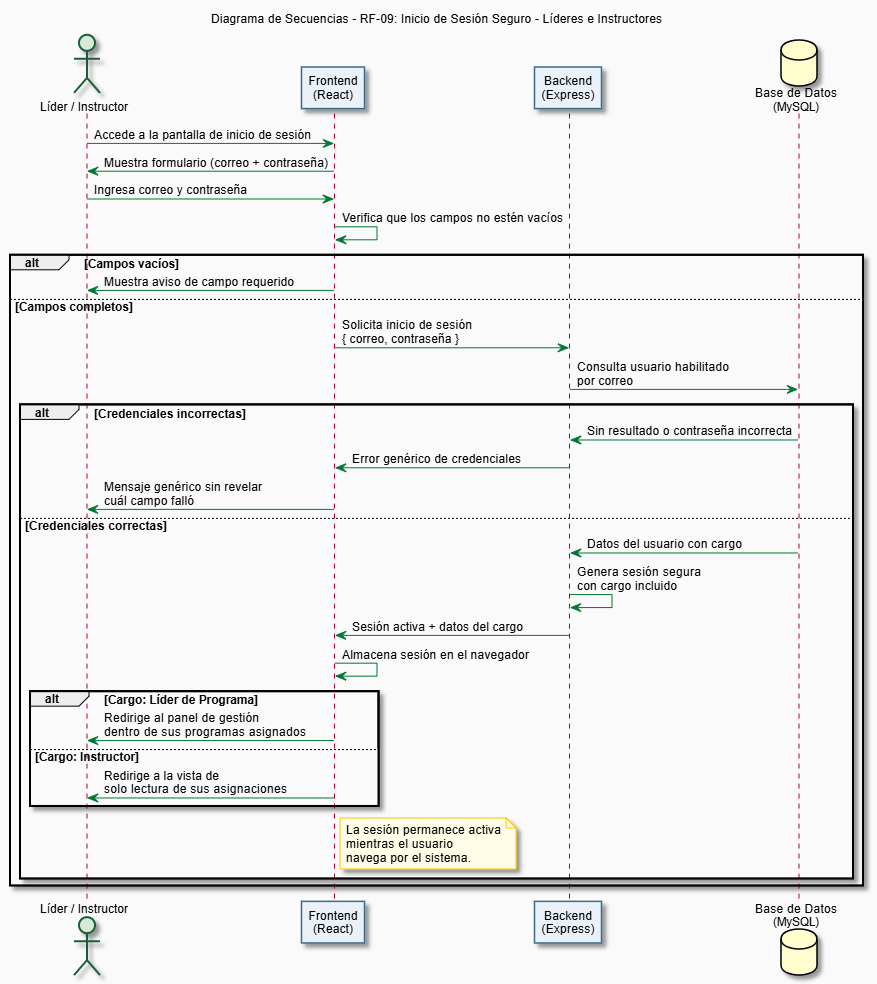 Diagrama de Secuencias - RF-09: Inicio de Sesión Seguro - Líderes e Instructores
Líder / Instructor
Frontend
(React)
Backend
(Express)
Base de Datos
(MySQL)
Accede a la pantalla de inicio de sesión
Muestra formulario (correo + contraseña)
Ingresa correo y contraseña
Verifica que los campos no estén vacíos
alt
[Campos vacíos]
Muestra aviso de campo requerido
[Campos completos]
Solicita inicio de sesión
{ correo, contraseña }
Consulta usuario habilitado
por correo
alt
[Credenciales incorrectas]
Sin resultado o contraseña incorrecta
Error genérico de credenciales
Mensaje genérico sin revelar
cuál campo falló
[Credenciales correctas]
Datos del usuario con cargo
Genera sesión segura
con cargo incluido
Sesión activa + datos del cargo
Almacena sesión en el navegador
alt
[Cargo: Líder de Programa]
Redirige al panel de gestión
dentro de sus programas asignados
[Cargo: Instructor]
Redirige a la vista de
solo lectura de sus asignaciones
La sesión permanece activa
mientras el usuario
navega por el sistema.
Líder / Instructor
Frontend
(React)
Backend
(Express)
Base de Datos
(MySQL)